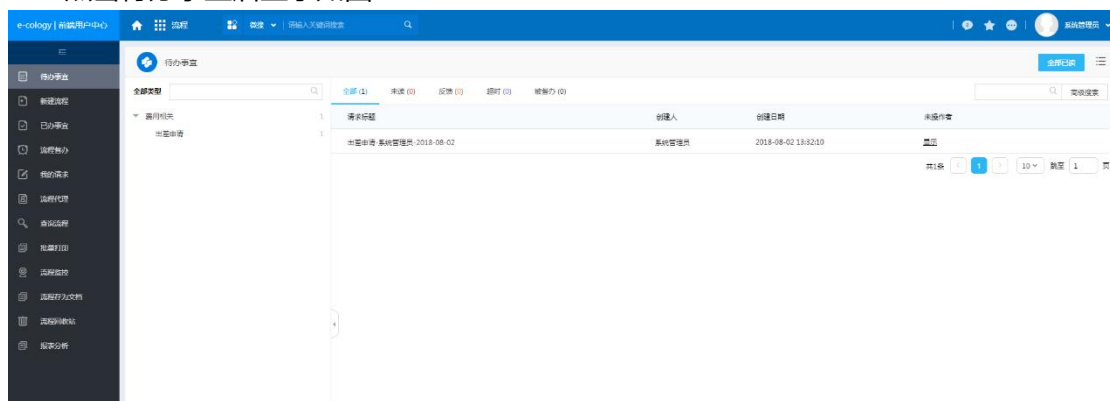 e-cology | 前端用户中心
流程
微搜
请输入关键词搜索
系统管理员
待办事宜
全部已读
待办事宜
新建流程
已办事宜
流程督办
我的请求
流程代理
查询流程
批量打印
流程监控
流程存为文档
流程回收站
报表分析
全部类型
差旅相关 1
出差申请 1
全部 (1) 未读 (0) 反馈 (0) 超时 (0) 被督办 (0)
高级搜索
请求标题 创建人 创建日期 未操作者
出差申请-系统管理员-2018-08-02 系统管理员 2018-08-02 13:32:10 显示
共1条 1 10 跳至 1 页